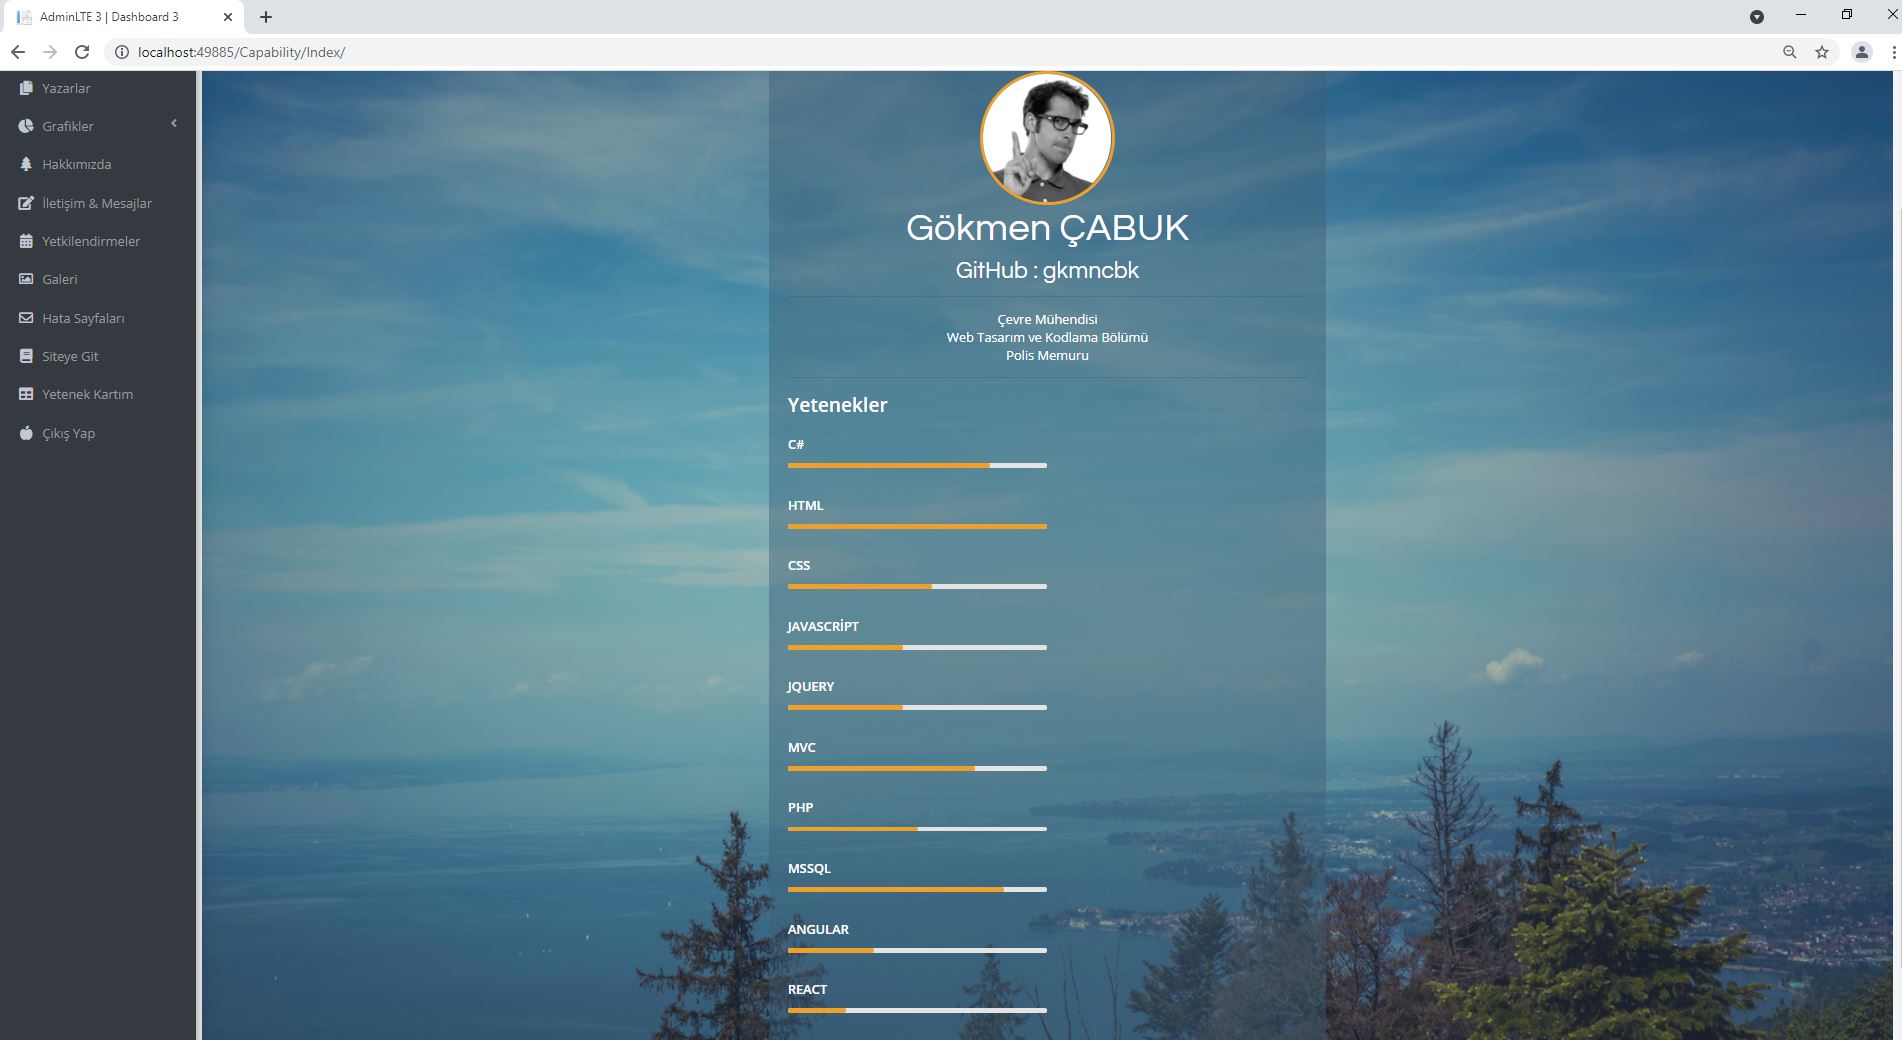 AdminLTE 3 | Dashboard 3
localhost:49885/Capability/Index/
Yazarlar
Grafikler
Hakkımızda
İletişim & Mesajlar
Yetkilendirmeler
Galeri
Hata Sayfaları
Siteye Git
Yetenek Kartım
Çıkış Yap
Gökmen ÇABUK
GitHub : gkmncbk
Çevre Mühendisi
Web Tasarım ve Kodlama Bölümü
Polis Memuru
Yetenekler
C#
HTML
CSS
JAVASCRİPT
JQUERY
MVC
PHP
MSSQL
ANGULAR
REACT